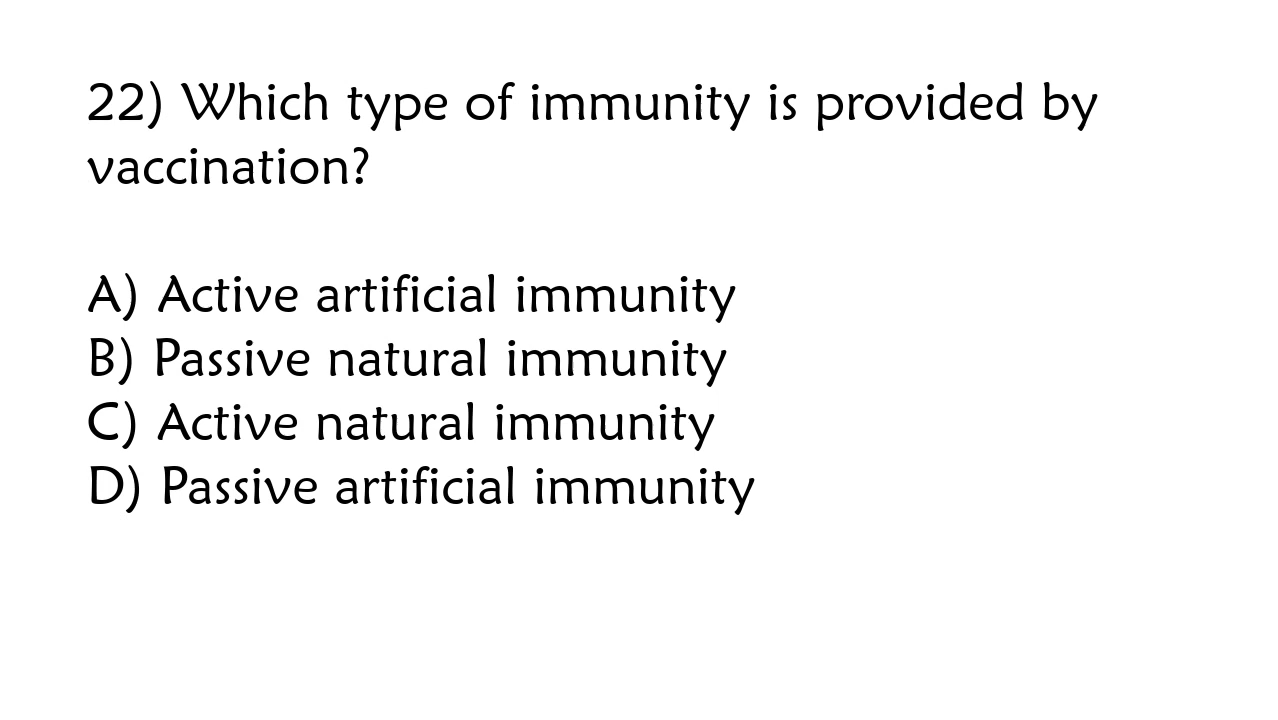 22) Which type of immunity is provided by
vaccination?
A) Active artificial immunity
B) Passive natural immunity
C) Active natural immunity
D) Passive artificial immunity